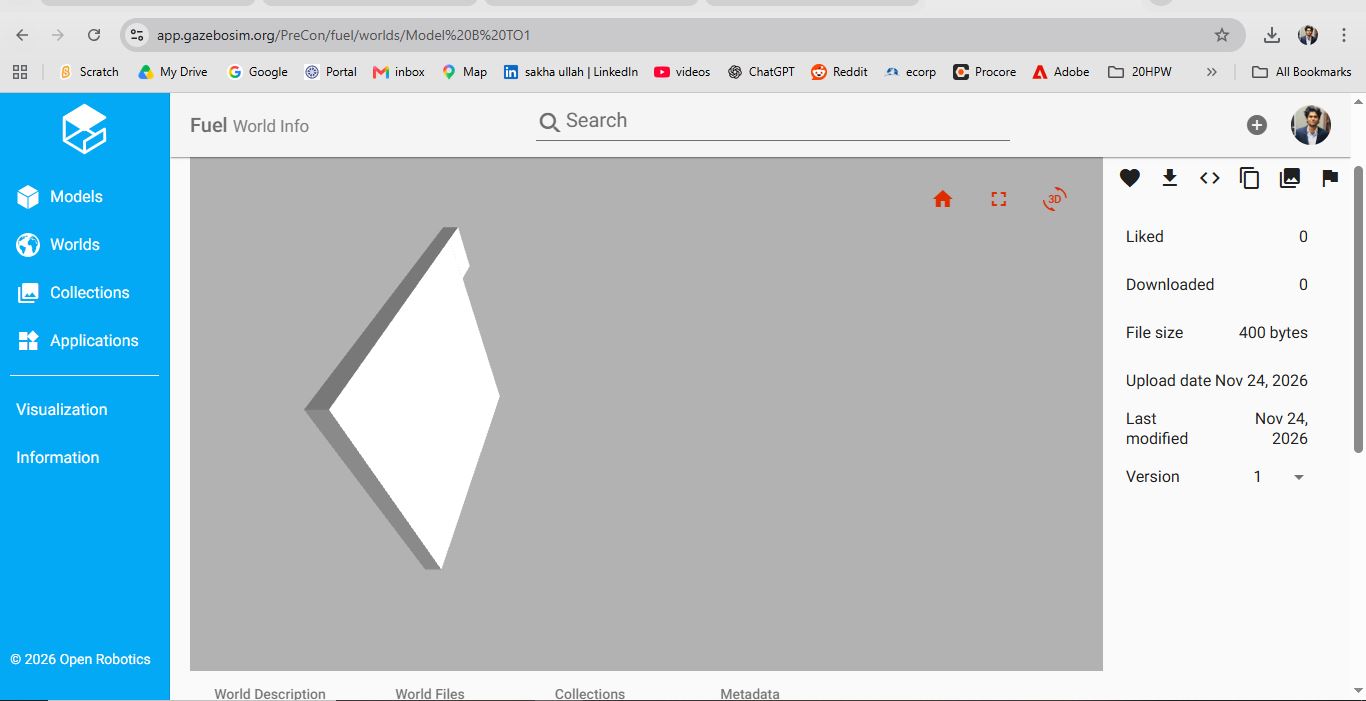 app.gazebosim.org/PreCon/fuel/worlds/Model%20B%20TO1
Scratch
My Drive
Google
Portal
inbox
Map
sakha ullah | LinkedIn
videos
ChatGPT
Reddit
ecorp
Procore
Adobe
20HPW
»
All Bookmarks
Fuel World Info
Search
Models
Worlds
Collections
Applications
Visualization
Information
© 2026 Open Robotics
3D
Liked 0
Downloaded 0
File size 400 bytes
Upload date Nov 24, 2026
Last modified Nov 24, 2026
Version 1
World Description
World Files
Collections
Metadata